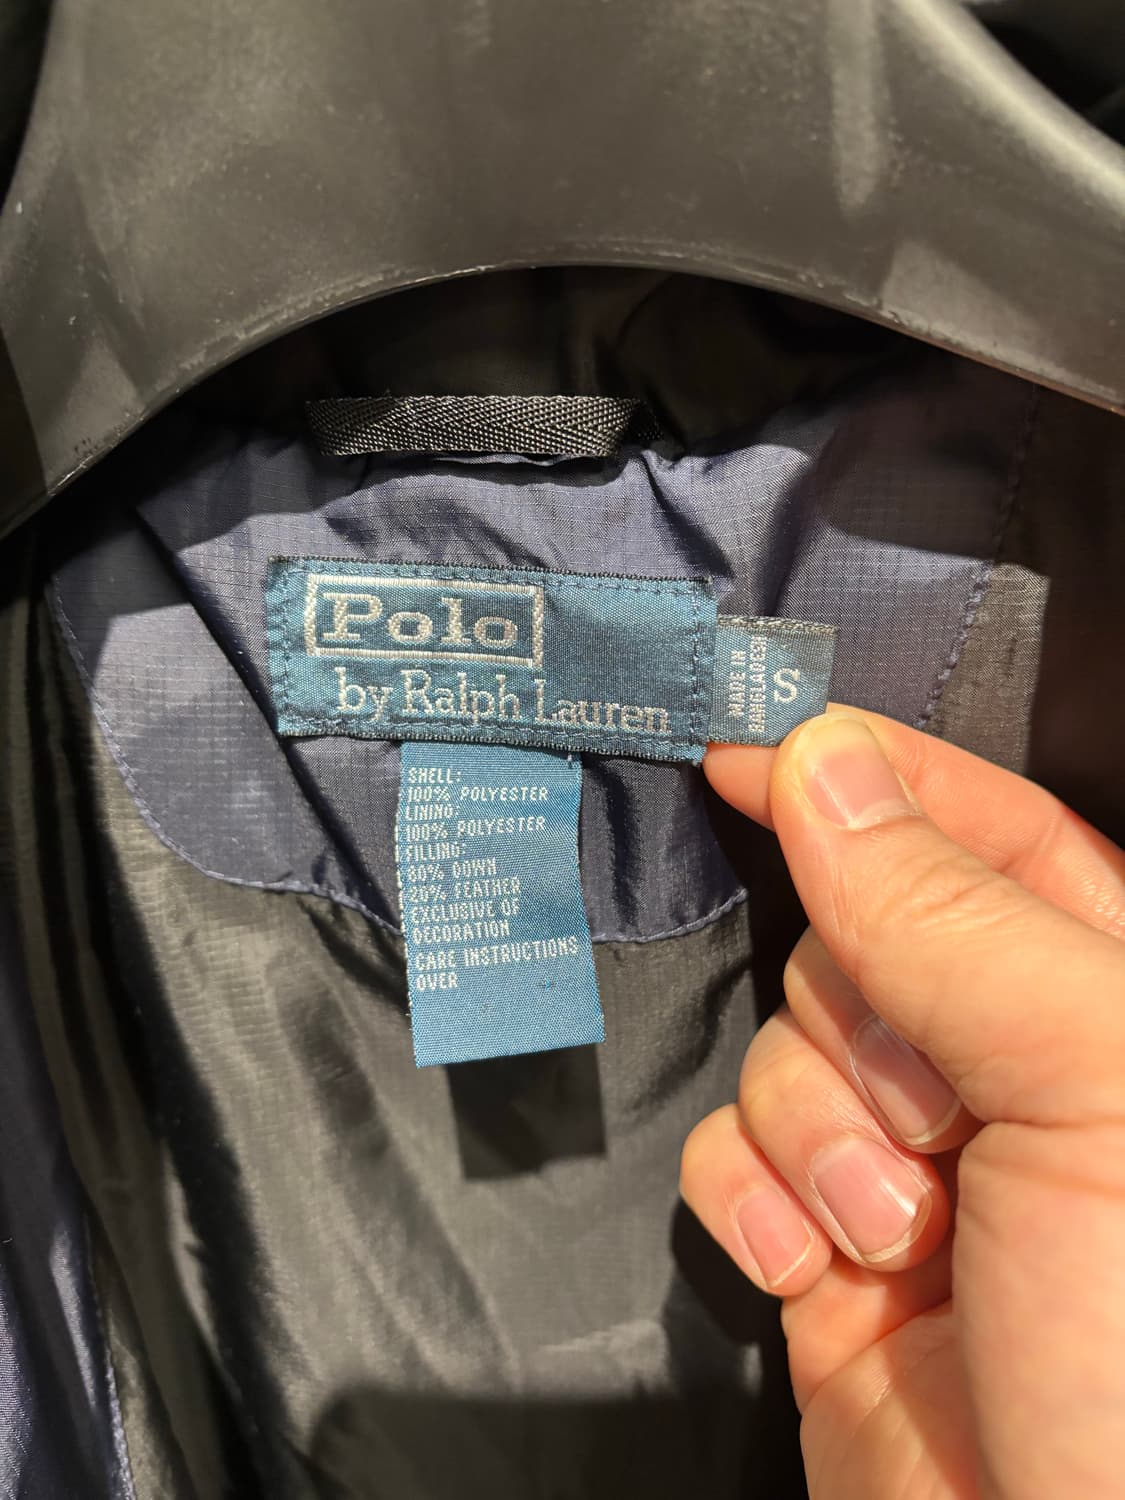 Polo
by Ralph Lauren
MADE IN
BANGLADESH
S
SHELL:
100% POLYESTER
LINING:
100% POLYESTER
FILLING:
80% DOWN
20% FEATHER
EXCLUSIVE OF
DECORATION
CARE INSTRUCTIONS
OVER